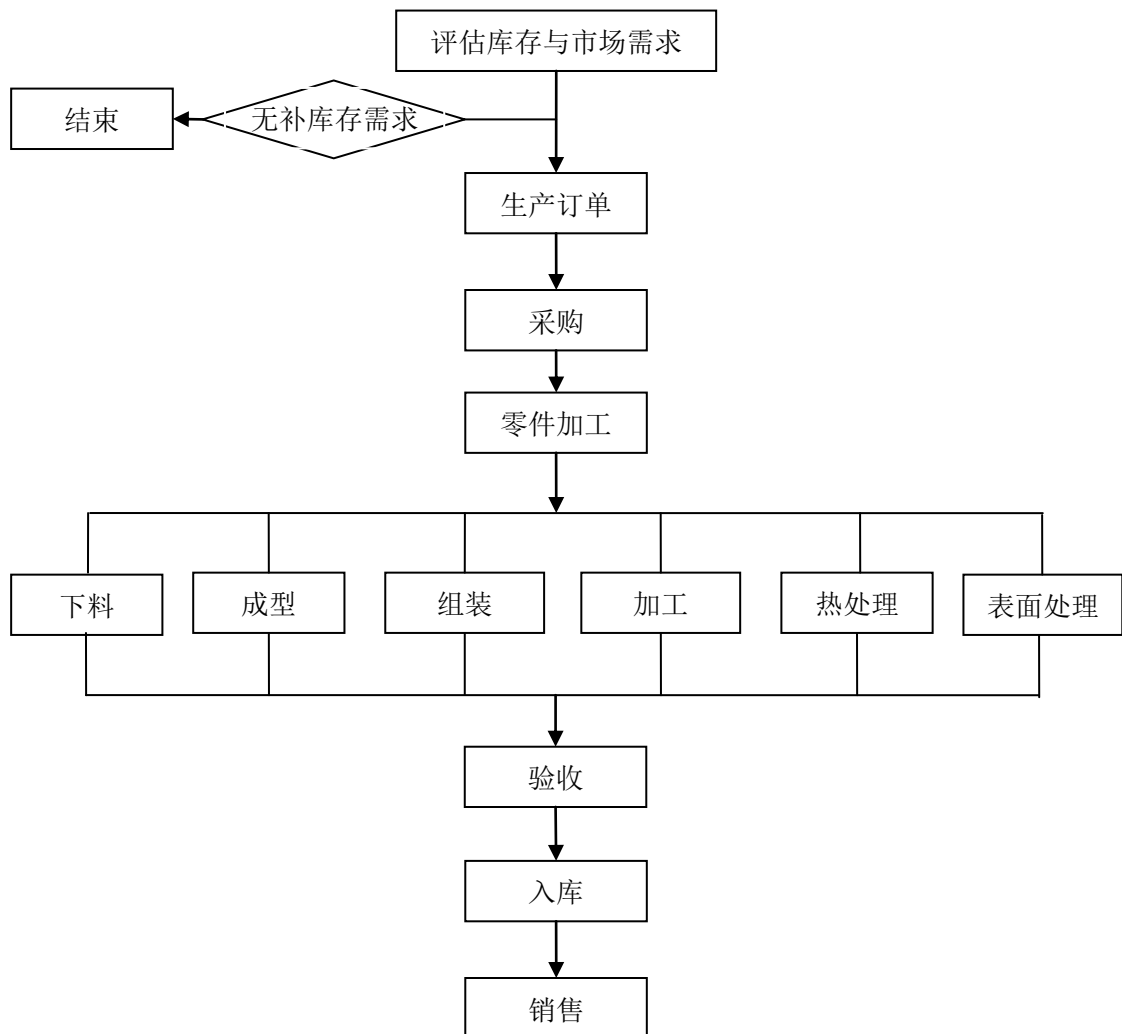 评估库存与市场需求
结束
无补库存需求
生产订单
采购
零件加工
下料
成型
组装
加工
热处理
表面处理
验收
入库
销售